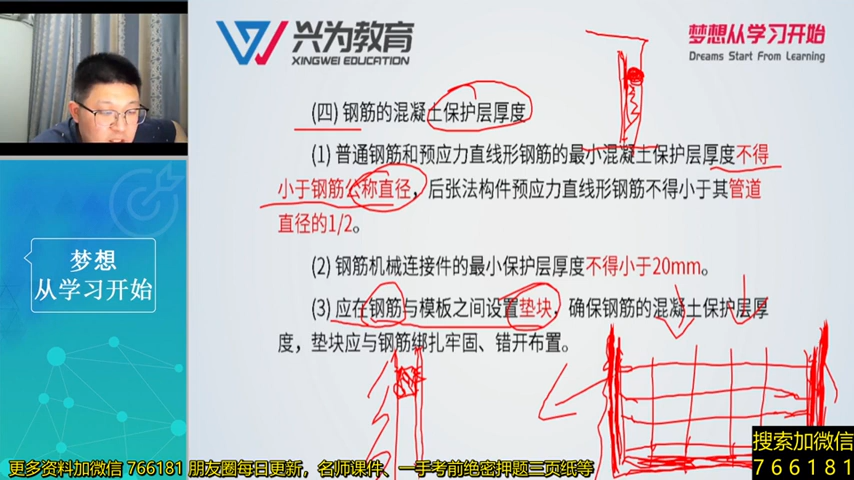 兴为教育
XINGWEI EDUCATION
梦想从学习开始
Dreams Start From Learning
(四) 钢筋的混凝土保护层厚度
(1) 普通钢筋和预应力直线形钢筋的最小混凝土保护层厚度不得
小于钢筋公称直径，后张法构件预应力直线形钢筋不得小于其管道
直径的1/2。
(2) 钢筋机械连接件的最小保护层厚度不得小于20mm。
(3) 应在钢筋与模板之间设置垫块，确保钢筋的混凝土保护层厚
度，垫块应与钢筋绑扎牢固、错开布置。
梦想
从学习开始
搜索加微信
766181
更多资料加微信 766181 朋友圈每日更新，名师课件、一手考前绝密押题三页纸等